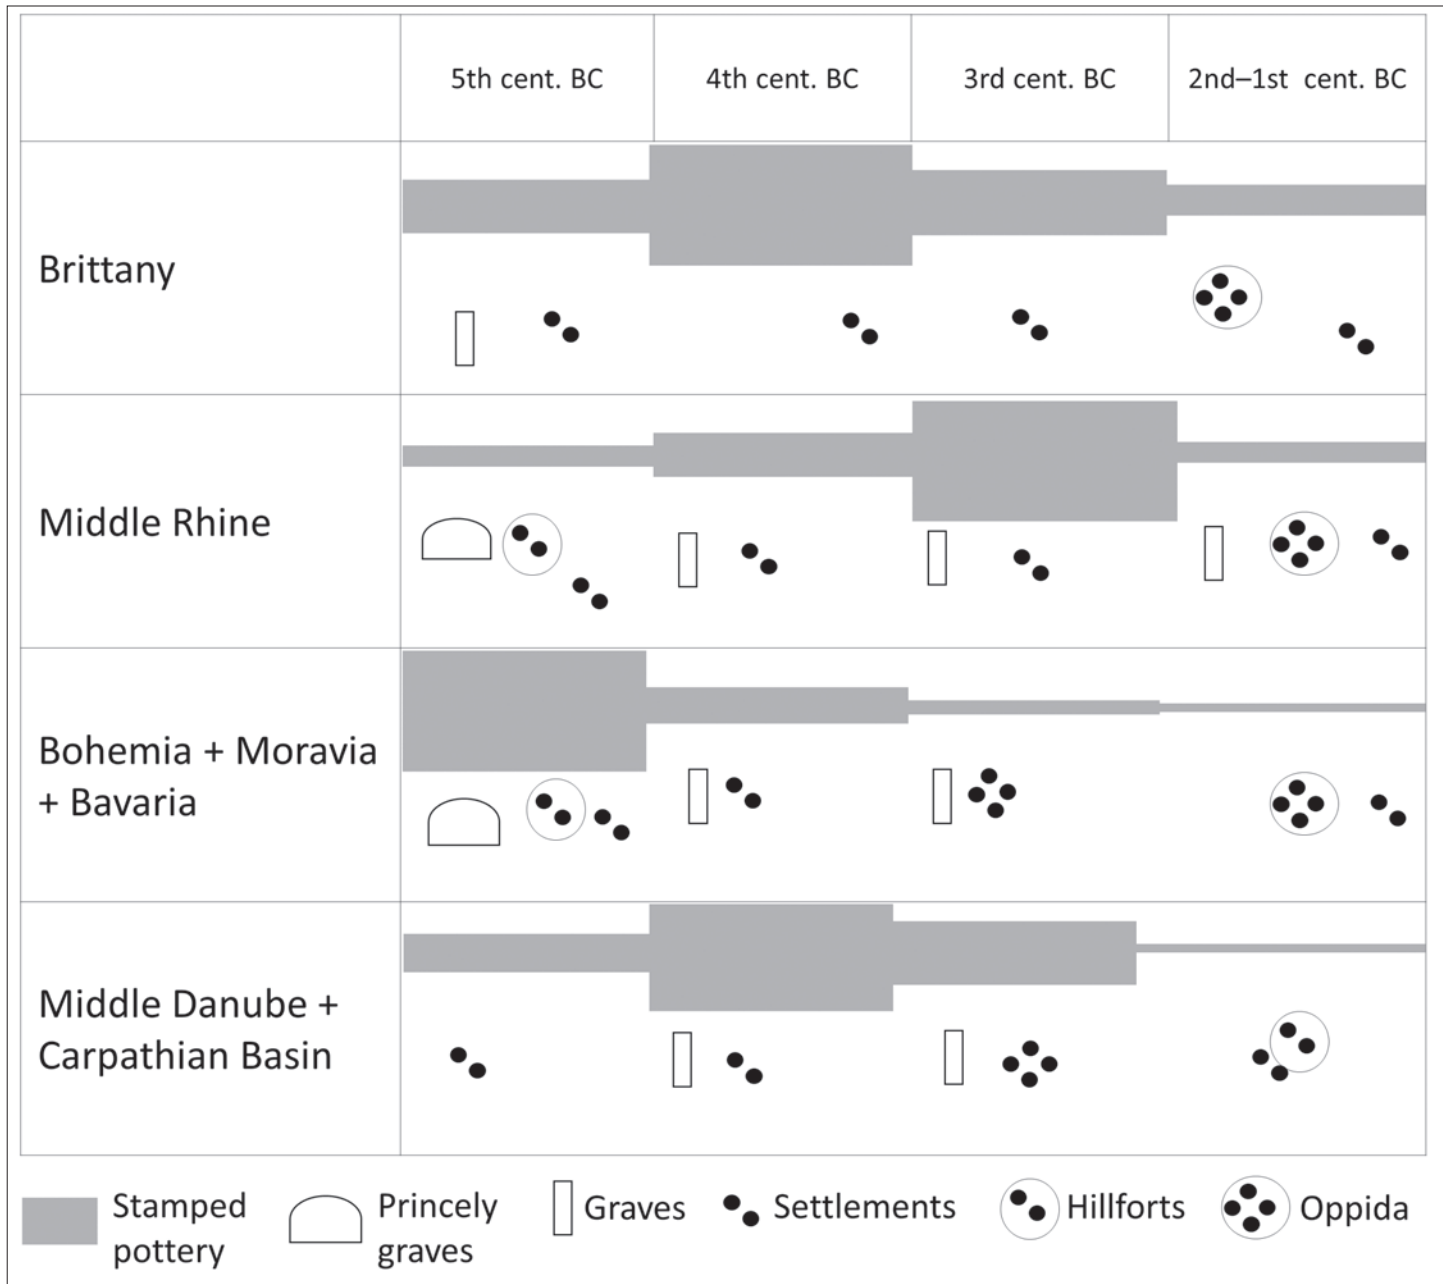 5th cent. BC
4th cent. BC
3rd cent. BC
2nd–1st cent. BC
Brittany
Middle Rhine
Bohemia + Moravia
+ Bavaria
Middle Danube +
Carpathian Basin
Stamped
pottery
Princely
graves
Graves
Settlements
Hillforts
Oppida